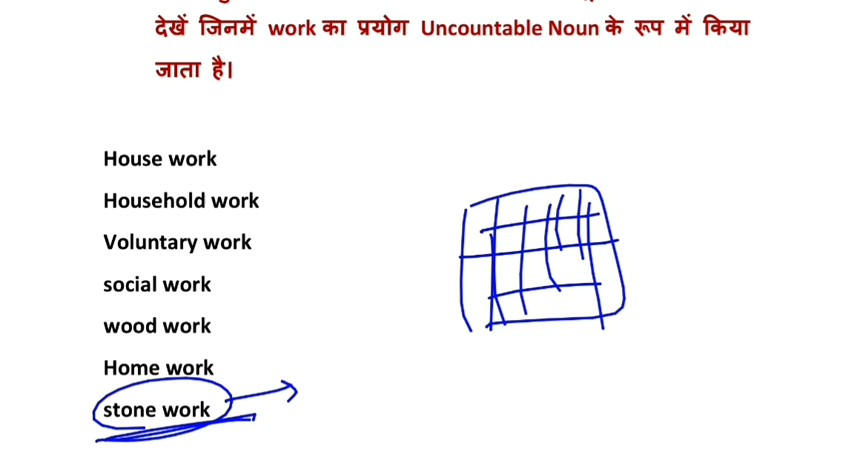 देखें जिनमें work का प्रयोग Uncountable Noun के रूप में किया
जाता है।
House work
Household work
Voluntary work
social work
wood work
Home work
stone work